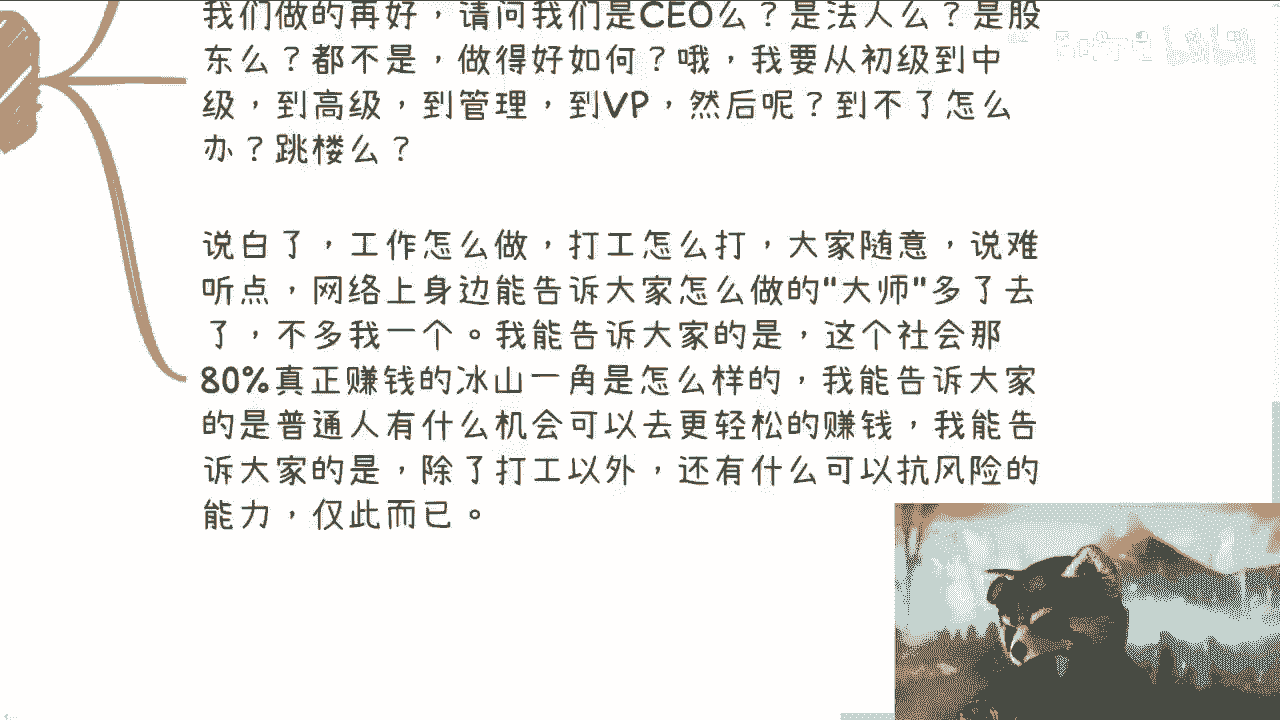 我们做的再好，请问我们是CEO么？是法人么？是股
东么？都不是，做得好如何？哦，我要从初级到中
级，到高级，到管理，到VP，然后呢？到不了怎么
办？跳楼么？
说白了，工作怎么做，打工怎么打，大家随意，说难
听点，网络上身边能告诉大家怎么做的"大师"多了去
了，不多我一个。我能告诉大家的是，这个社会那
80%真正赚钱的冰山一角是怎么样的，我能告诉大家
的是普通人有什么机会可以去更轻松的赚钱，我能告
诉大家的是，除了打工以外，还有什么可以抗风险的
能力，仅此而已。